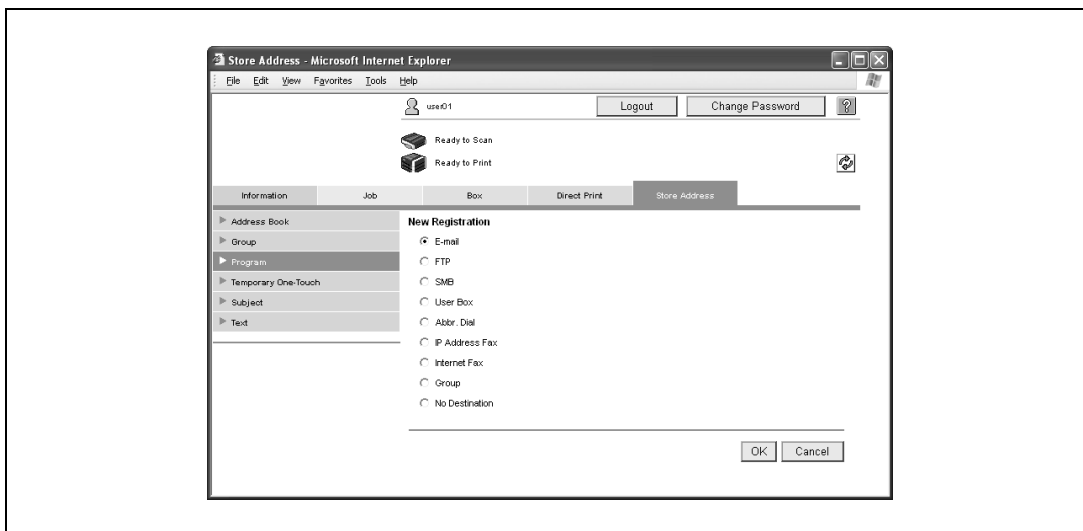 Store Address - Microsoft Internet Explorer
File Edit View Favorites Tools Help
user01 Logout Change Password ?
Ready to Scan
Ready to Print
Information Job Box Direct Print Store Address
Address Book
Group
Program
Temporary One-Touch
Subject
Text
New Registration
E-mail
FTP
SMB
User Box
Abbr. Dial
IP Address Fax
Internet Fax
Group
No Destination
OK Cancel